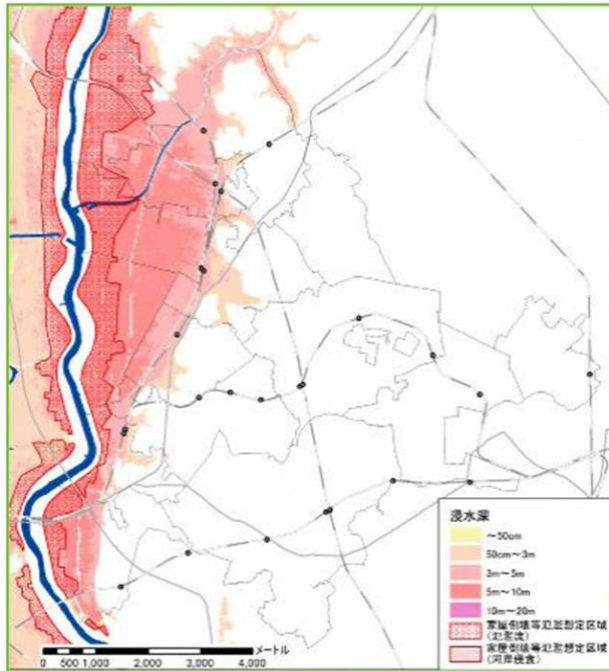 浸水深
～50cm
50cm～3m
3m～5m
5m～10m
10m～20m
家屋倒壊等氾濫想定区域
(氾濫流)
家屋倒壊等氾濫想定区域
(河岸侵食)
メートル
0 500 1,000 2,000 3,000 4,000